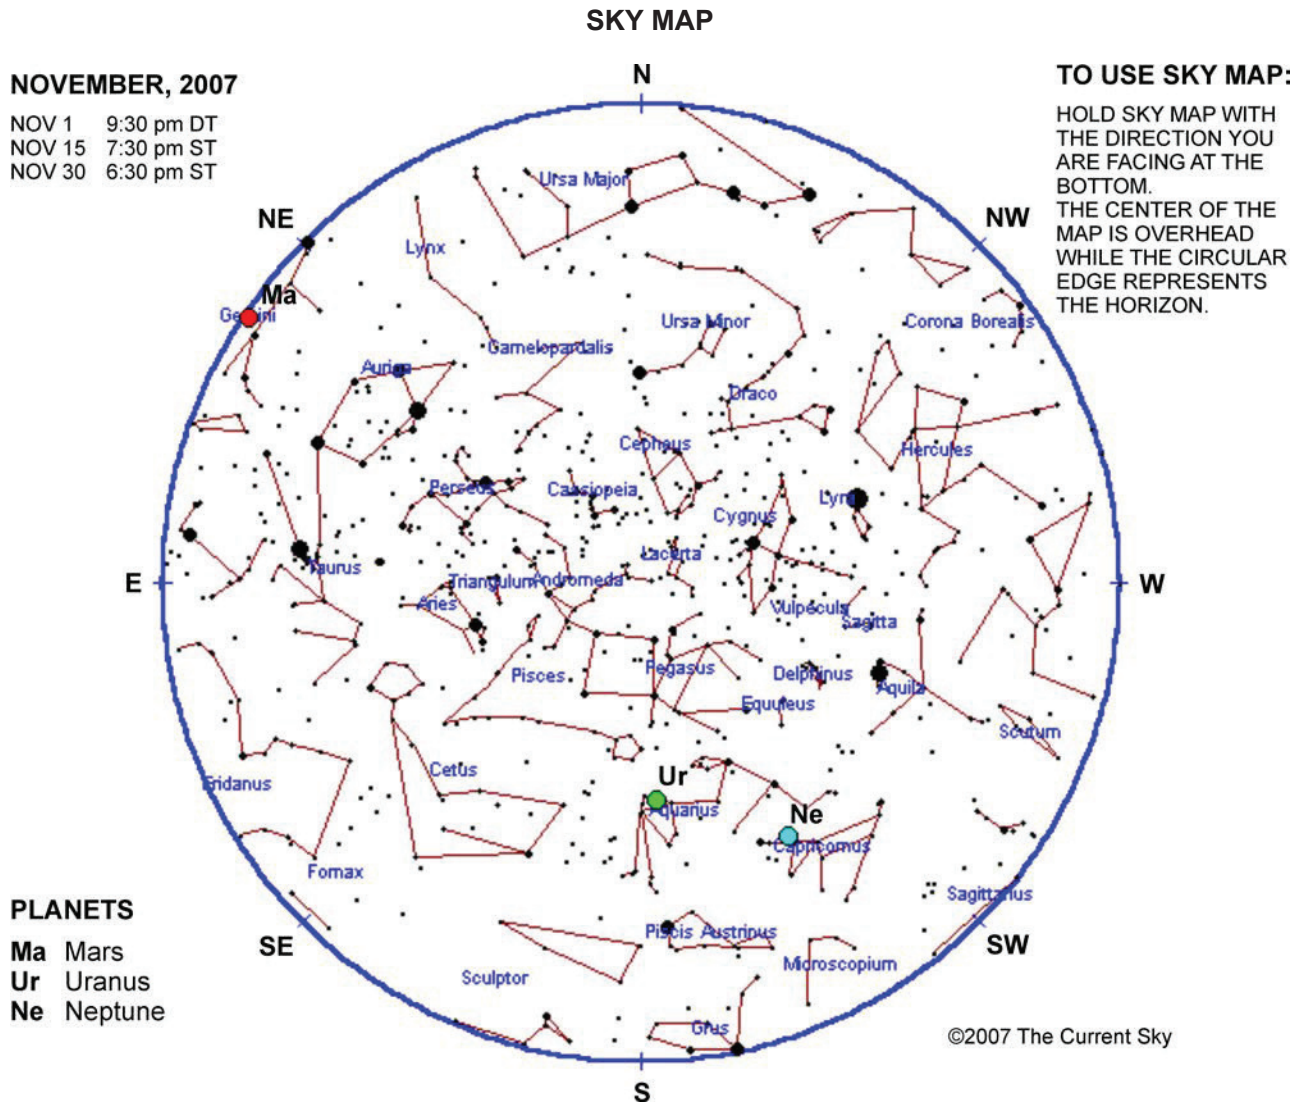 SKY MAP
NOVEMBER, 2007
NOV 1 9:30 pm DT
NOV 15 7:30 pm ST
NOV 30 6:30 pm ST
TO USE SKY MAP:
HOLD SKY MAP WITH
THE DIRECTION YOU
ARE FACING AT THE
BOTTOM.
THE CENTER OF THE
MAP IS OVERHEAD
WHILE THE CIRCULAR
EDGE REPRESENTS
THE HORIZON.
N
NE
NW
Ursa Major
Lynx
Ma
Gemini
Ursa Minor
Corona Borealis
Camelopardalis
Auriga
Draco
Cepheus
Hercules
Perseus
Cassiopeia
Lyra
Cygnus
Lacerta
E
Taurus
Triangulum
Andromeda
W
Aries
Vulpecula
Sagitta
Pisces
Pegasus
Delphinus
Aquila
Equuleus
Scutum
Cetus
Ur
Eridanus
Aquarius
Ne
Capricornus
Fornax
Sagittarius
Piscis Austrinus
SE
SW
Microscopium
Sculptor
Grus
S
PLANETS
Ma Mars
Ur Uranus
Ne Neptune
©2007 The Current Sky